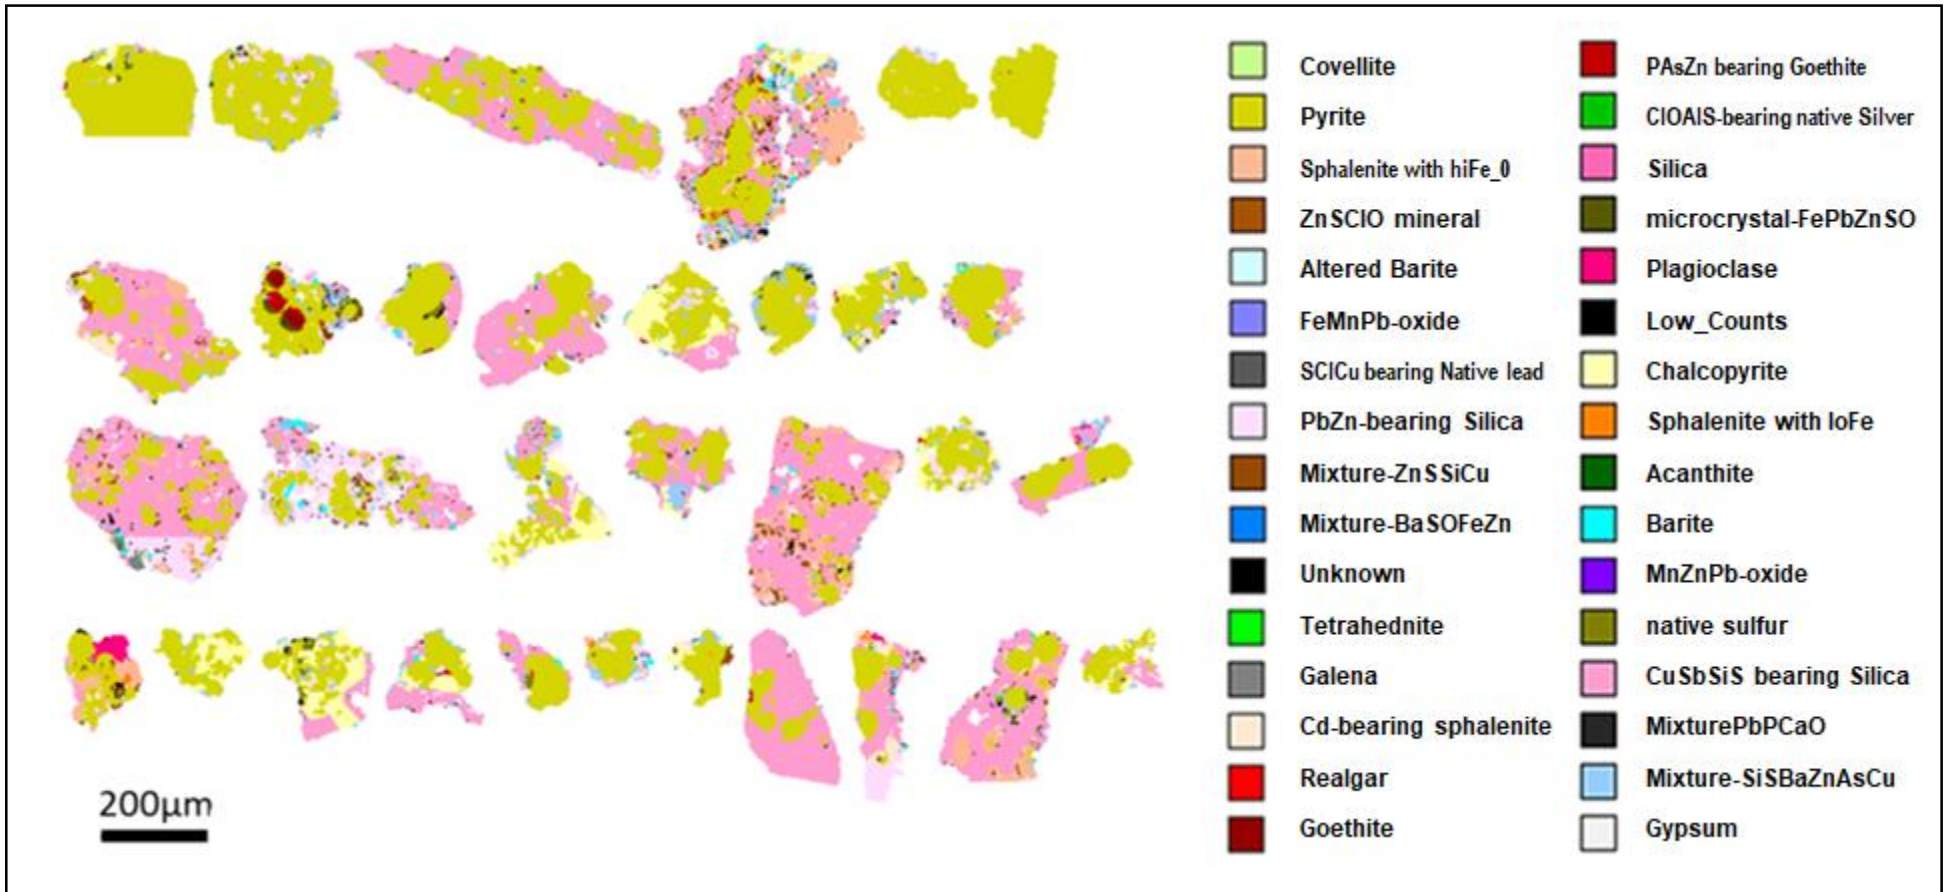 Covellite
Pyrite
Sphalenite with hiFe_0
ZnSClO mineral
Altered Barite
FeMnPb-oxide
SClCu bearing Native lead
PbZn-bearing Silica
Mixture-ZnSSiCu
Mixture-BaSOFeZn
Unknown
Tetrahednite
Galena
Cd-bearing sphalenite
Realgar
Goethite
PAsZn bearing Goethite
ClOAlS-bearing native Silver
Silica
microcrystal-FePbZnSO
Plagioclase
Low_Counts
Chalcopyrite
Sphalenite with loFe
Acanthite
Barite
MnZnPb-oxide
native sulfur
CuSbSiS bearing Silica
MixturePbPCaO
Mixture-SiSBaZnAsCu
Gypsum
200μm